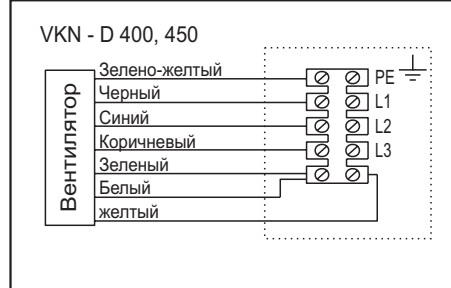 VKN - D 400, 450
Вентилятор
Зелено-желтый
Черный
Синий
Коричневый
Зеленый
Белый
желтый
PE
L1
L2
L3